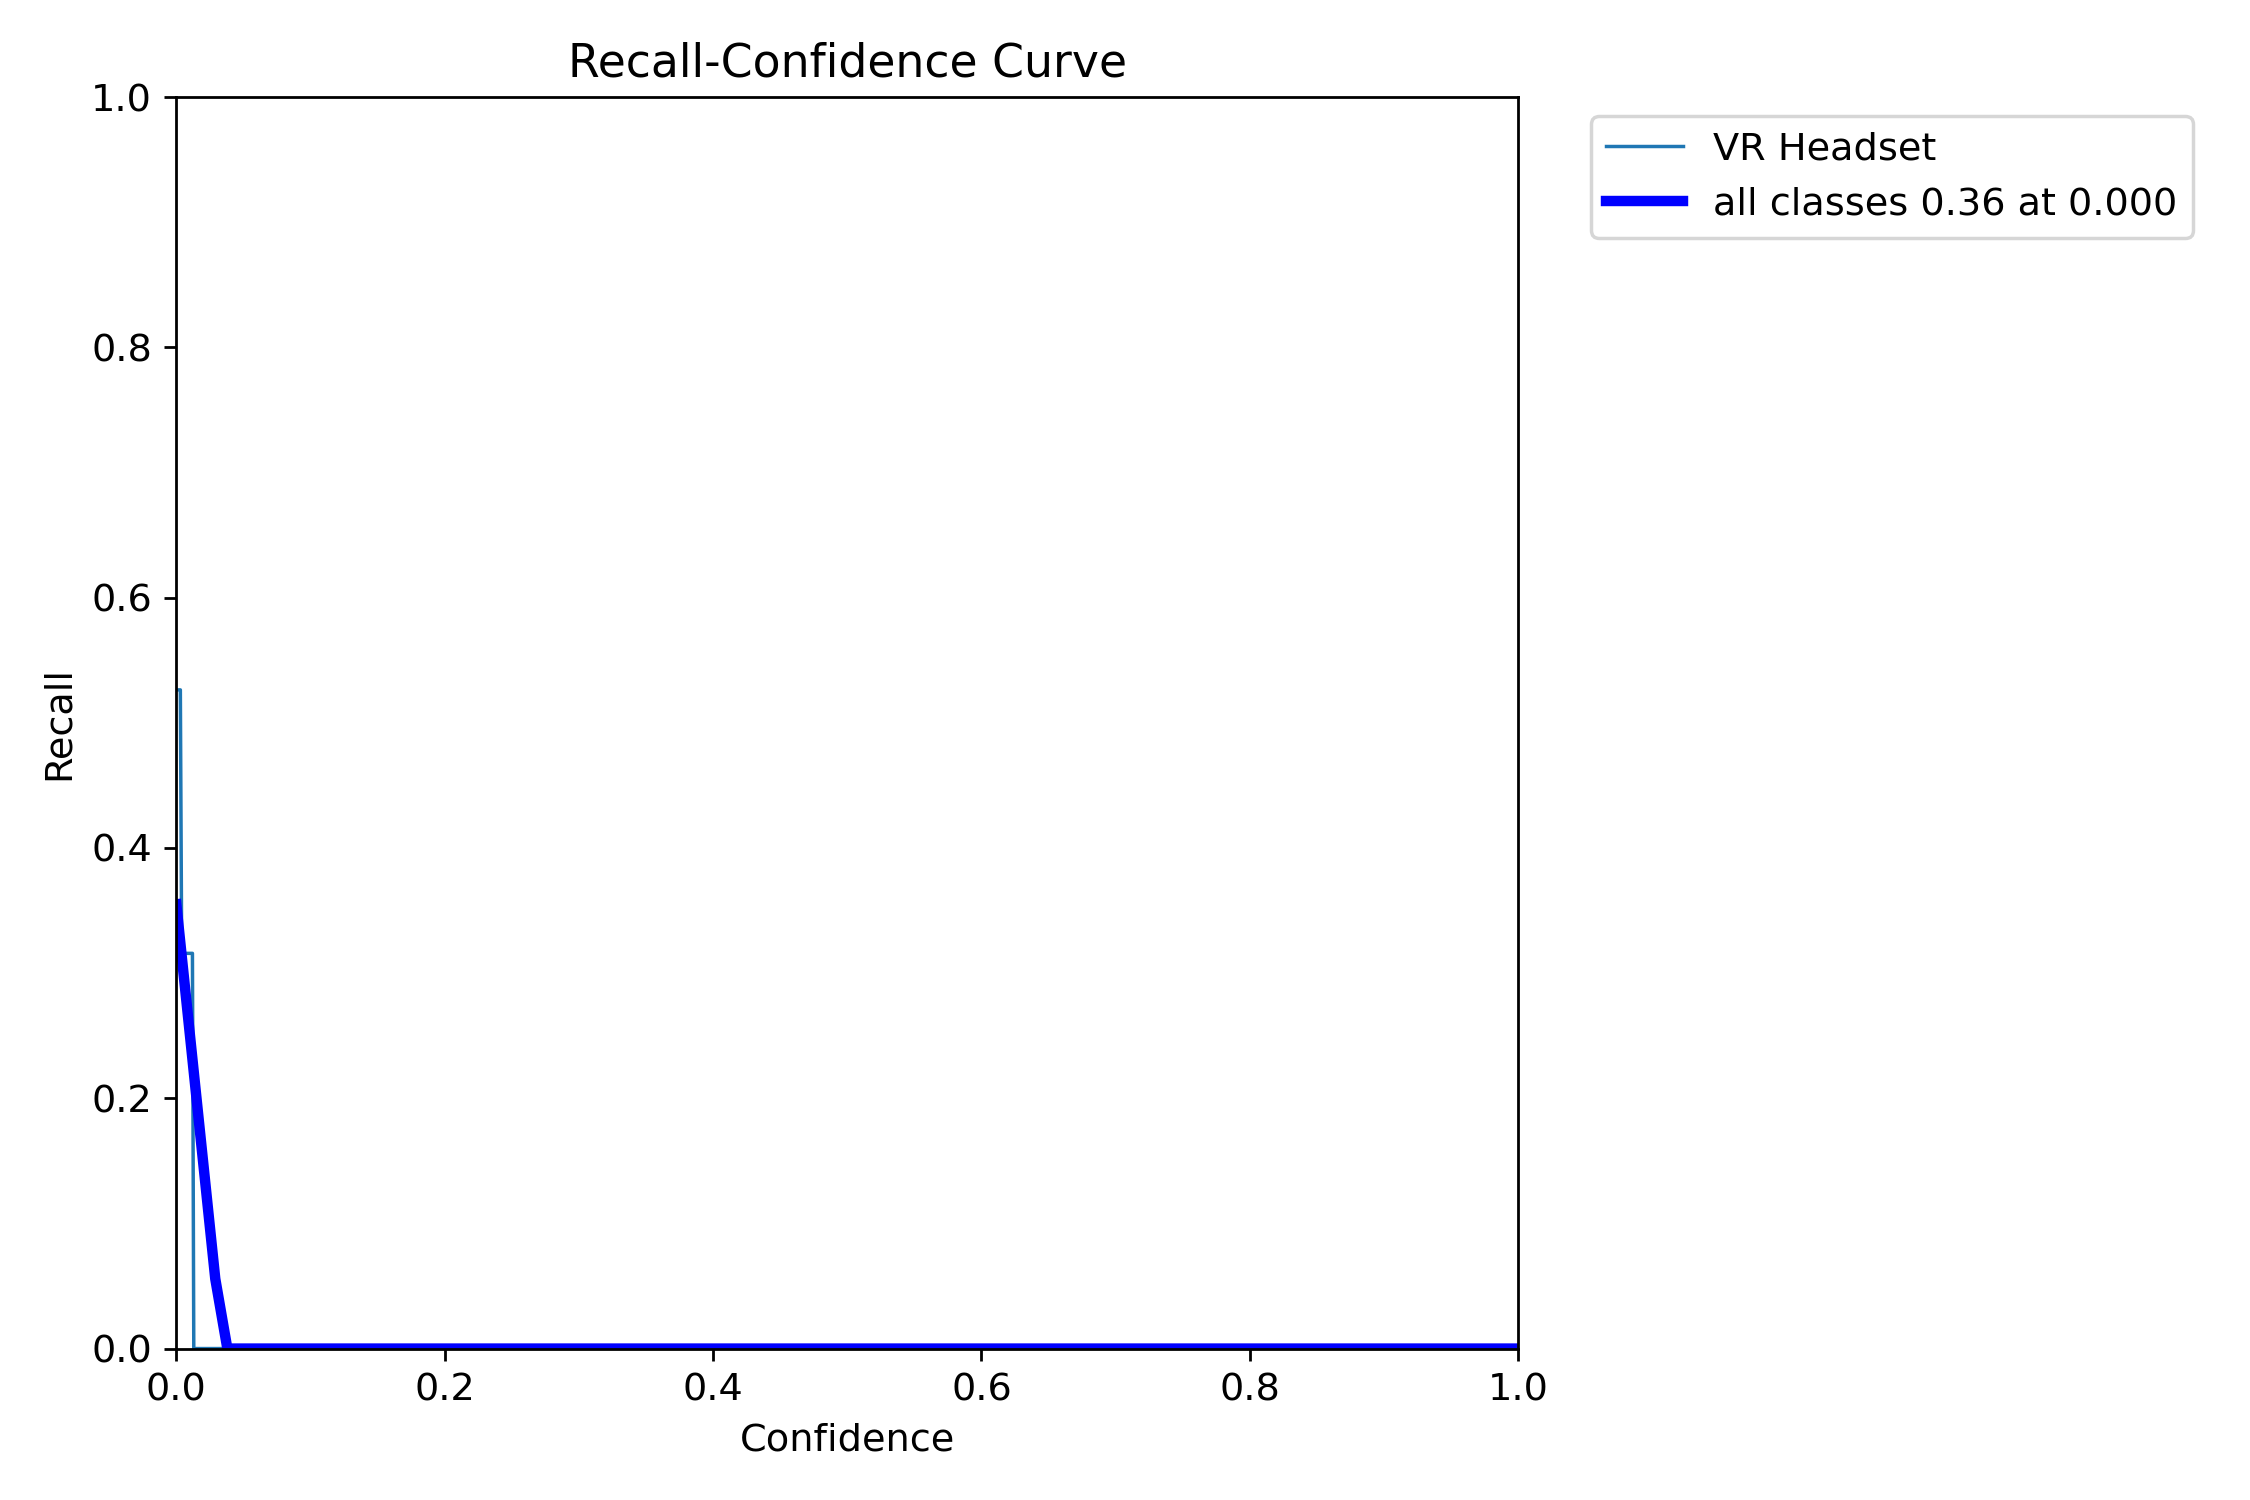 Recall-Confidence Curve
1.0
0.8
0.6
0.4
0.2
0.0
Recall
0.0 0.2 0.4 0.6 0.8 1.0
Confidence
VR Headset
all classes 0.36 at 0.000